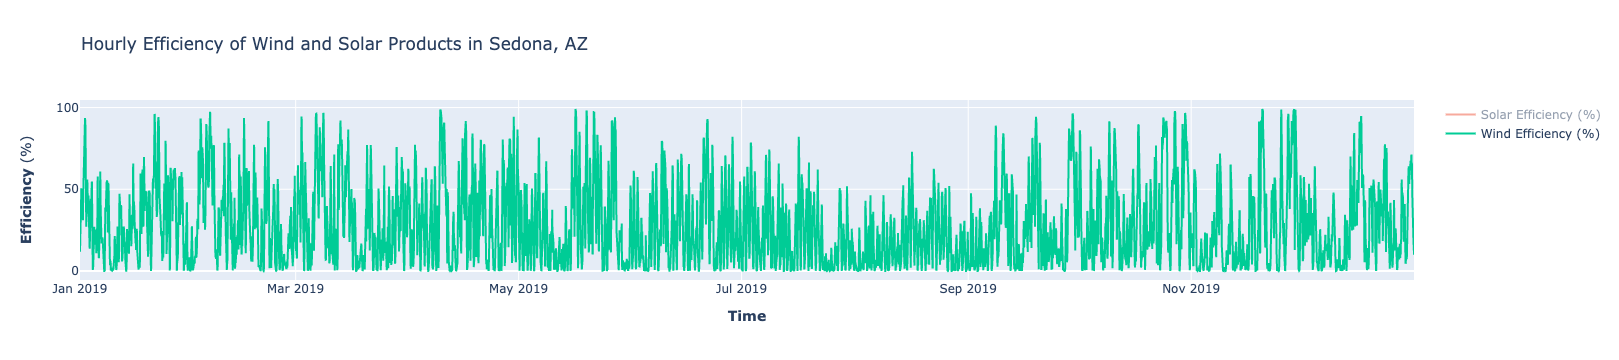 Hourly Efficiency of Wind and Solar Products in Sedona, AZ
Efficiency (%)
100
50
0
Jan 2019
Mar 2019
May 2019
Jul 2019
Sep 2019
Nov 2019
Time
Solar Efficiency (%)
Wind Efficiency (%)